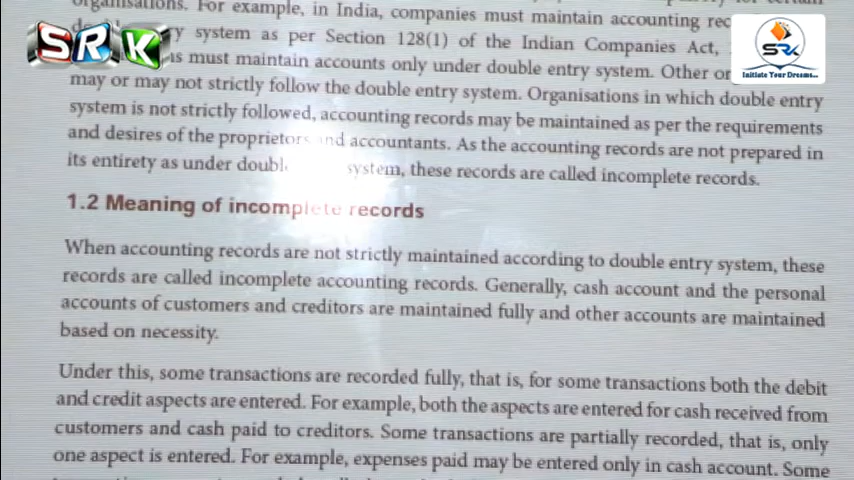 organisations. For example, in India, companies must maintain accounting rec
y system as per Section 128(1) of the Indian Companies Act,
must maintain accounts only under double entry system. Other or
may or may not strictly follow the double entry system. Organisations in which double entry
system is not strictly followed, accounting records may be maintained as per the requirements
and desires of the proprietors and accountants. As the accounting records are not prepared in
its entirety as under double system, these records are called incomplete records.
1.2 Meaning of incomplete records
When accounting records are not strictly maintained according to double entry system, these
records are called incomplete accounting records. Generally, cash account and the personal
accounts of customers and creditors are maintained fully and other accounts are maintained
based on necessity.
Under this, some transactions are recorded fully, that is, for some transactions both the debit
and credit aspects are entered. For example, both the aspects are entered for cash received from
customers and cash paid to creditors. Some transactions are partially recorded, that is, only
one aspect is entered. For example, expenses paid may be entered only in cash account. Some
SRK
SRK
Initiate Your Dreams...